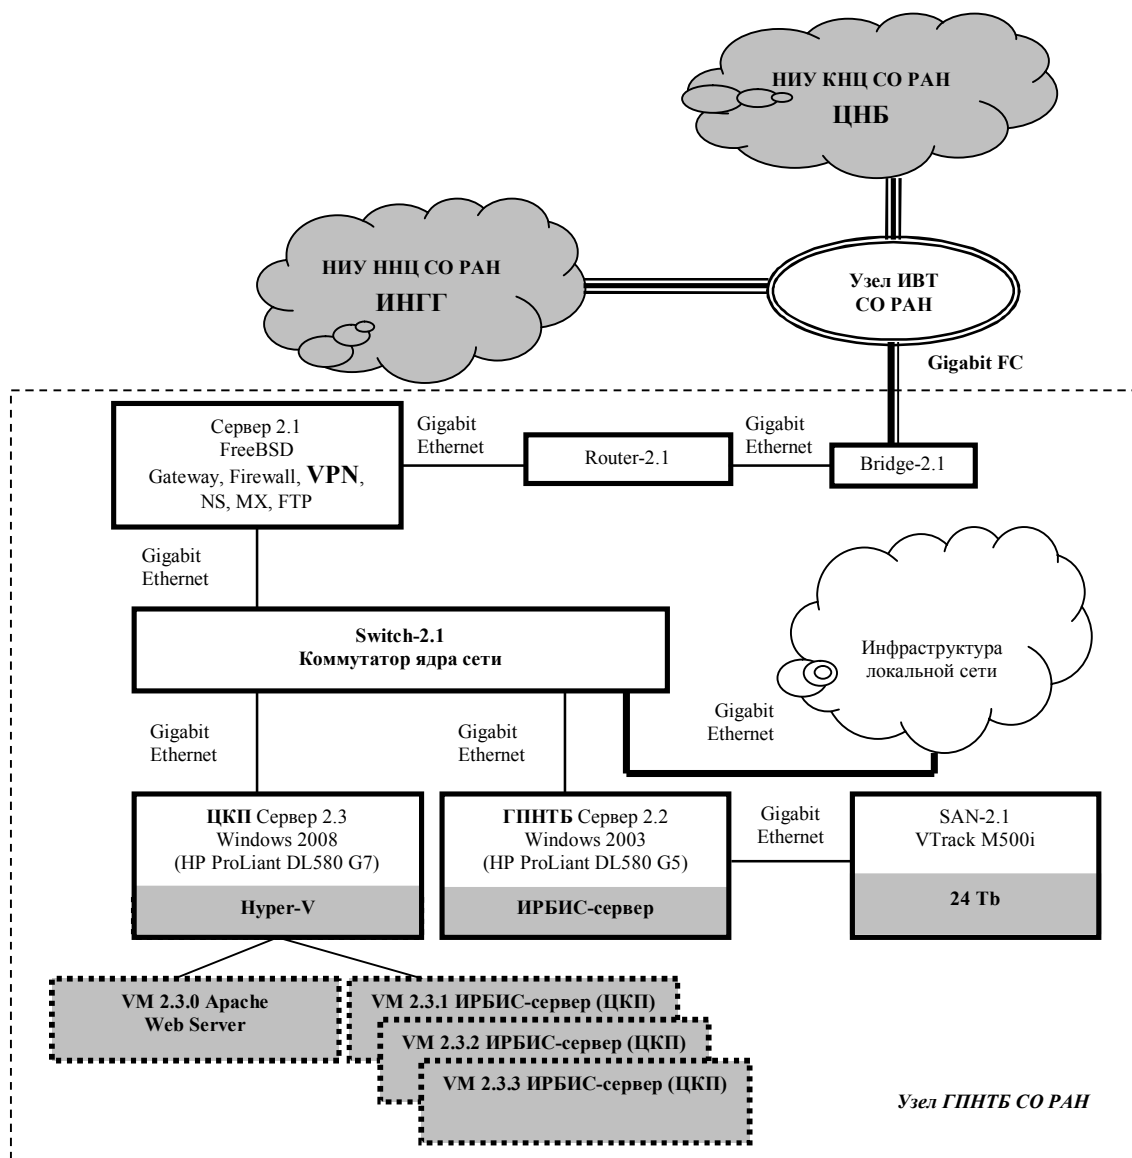 НИУ КНЦ СО РАН
ЦНБ
НИУ ННЦ СО РАН
ИНГГ
Узел ИВТ
СО РАН
Gigabit FC
Сервер 2.1
FreeBSD
Gateway, Firewall, VPN,
NS, MX, FTP
Gigabit
Ethernet
Router-2.1
Gigabit
Ethernet
Bridge-2.1
Gigabit
Ethernet
Switch-2.1
Коммутатор ядра сети
Инфраструктура
локальной сети
Gigabit
Ethernet
Gigabit
Ethernet
Gigabit
Ethernet
ЦКП Сервер 2.3
Windows 2008
(HP ProLiant DL580 G7)
Hyper-V
ГПНТБ Сервер 2.2
Windows 2003
(HP ProLiant DL580 G5)
ИРБИС-сервер
Gigabit
Ethernet
SAN-2.1
VTrack M500i
24 Tb
VM 2.3.0 Apache
Web Server
VM 2.3.1 ИРБИС-сервер (ЦКП)
VM 2.3.2 ИРБИС-сервер (ЦКП)
VM 2.3.3 ИРБИС-сервер (ЦКП)
Узел ГПНТБ СО РАН